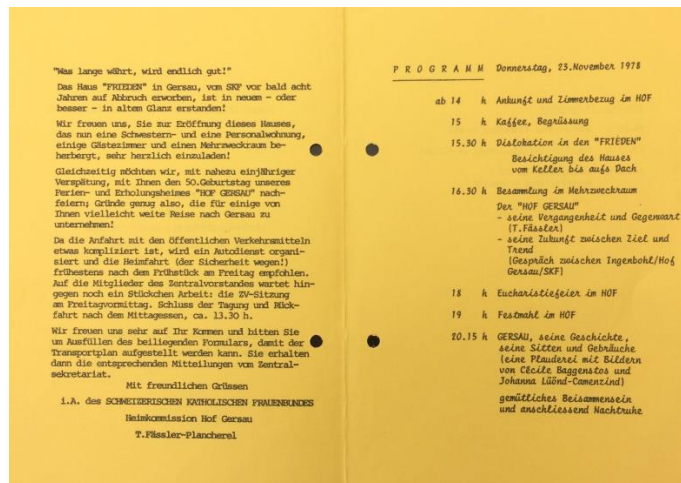 "Was lange währt, wird endlich gut!"
Das Haus "FRIEDEN" in Gersau, vom SKF vor bald acht
Jahren auf Abbruch erworben, ist in neuem - oder
besser - in altem Glanz erstanden!
Wir freuen uns, Sie zur Eröffnung dieses Hauses,
das nun eine Schwestern- und eine Personalwohnung,
einige Gästezimmer und einen Mehrzweckraum be-
herbergt, sehr herzlich einzuladen!
Gleichzeitig möchten wir, mit nahezu einjähriger
Verspätung, mit Ihnen den 50.Geburtstag unseres
Ferien- und Erholungsheimes "HOF GERSAU" nach-
feiern; Gründe genug also, die für einige von
Ihnen vielleicht weite Reise nach Gersau zu
unternehmen!
Da die Anfahrt mit den öffentlichen Verkehrsmitteln
etwas kompliziert ist, wird ein Autodienst organi-
siert und die Heimfahrt (der Sicherheit wegen!)
frühestens nach dem Frühstück am Freitag empfohlen.
Auf die Mitglieder des Zentralvorstandes wartet hin-
gegen noch ein Stückchen Arbeit: die ZV-Sitzung
am Freitagvormittag. Schluss der Tagung und Rück-
fahrt nach dem Mittagessen, ca. 13.30 h.
Wir freuen uns sehr auf Ihr Kommen und bitten Sie
um Ausfüllen des beiliegenden Formulars, damit der
Transportplan aufgestellt werden kann. Sie erhalten
dann die entsprechenden Mitteilungen vom Zentral-
sekretariat.
Mit freundlichen Grüssen
i.A. des SCHWEIZERISCHEN KATHOLISCHEN FRAUENBUNDES
Heimkommission Hof Gersau
T.Fässler-Plancherel
PROGRAMM Donnerstag, 23.November 1978
ab 14 h Ankunft und Zimmerbezug im HOF
15 h Kaffee, Begrüssung
15.30 h Dislokation in den "FRIEDEN"
Besichtigung des Hauses
vom Keller bis aufs Dach
16.30 h Besammlung im Mehrzweckraum
Der "HOF GERSAU"
- seine Vergangenheit und Gegenwart
(T.Fässler)
- seine Zukunft zwischen Ziel und
Trend
(Gespräch zwischen Ingenbohl/Hof
Gersau/SKF)
18 h Eucharistiefeier im HOF
19 h Festmahl im HOF
20.15 h GERSAU, seine Geschichte,
seine Sitten und Gebräuche
(eine Plauderei mit Bildern
von Cécile Baggenstos und
Johanna Lüönd-Camenzind)
gemütliches Beisammensein
und anschliessend Nachtruhe